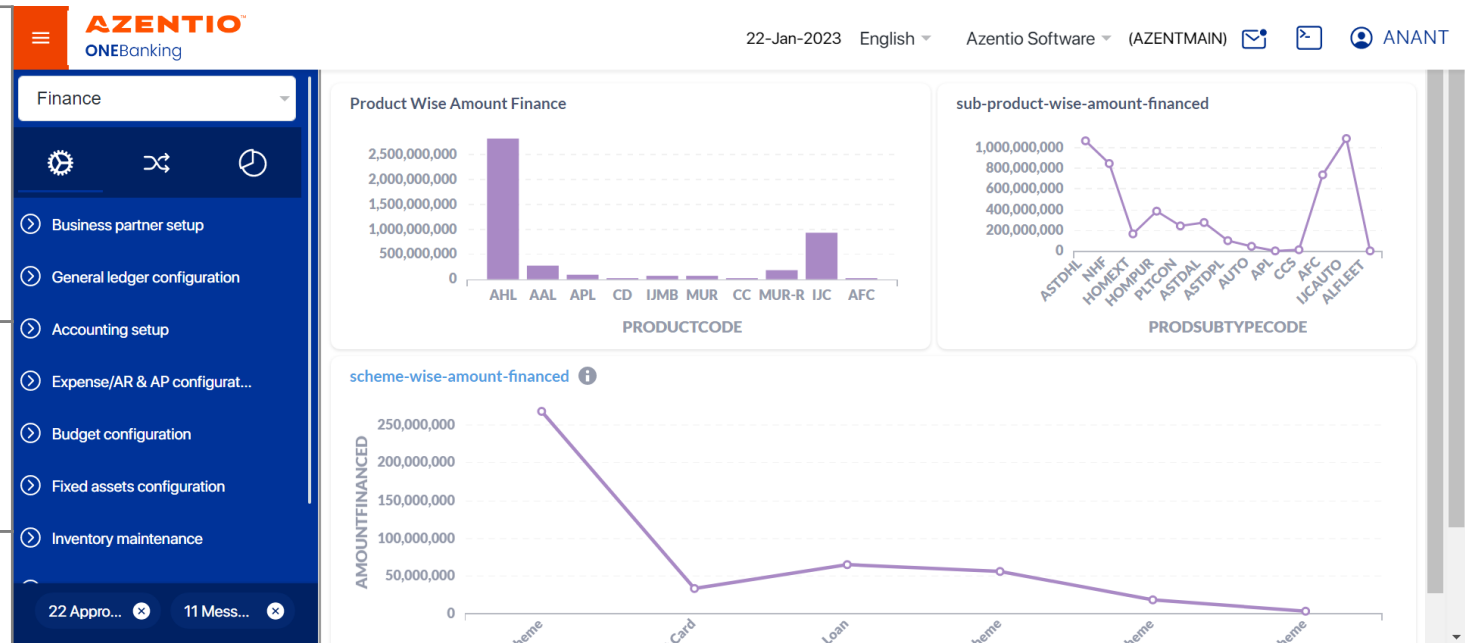 AZENTIO™
ONEBanking
22-Jan-2023 English Azentio Software (AZENTMAIN) ANANT
Finance
Business partner setup
General ledger configuration
Accounting setup
Expense/AR & AP configurat...
Budget configuration
Fixed assets configuration
Inventory maintenance
22 Appro... 11 Mess...
Product Wise Amount Finance
2,500,000,000
2,000,000,000
1,500,000,000
1,000,000,000
500,000,000
0
AHL AAL APL CD IJMB MUR CC MUR-R IJC AFC
PRODUCTCODE
sub-product-wise-amount-financed
1,000,000,000
800,000,000
600,000,000
400,000,000
200,000,000
0
ASTDHL NHF HOMEXT HOMPUR PLTCON ASTDAL ASTDPL AUTO APL CCS AFC IJCAUTO ALFLEET
PRODSUBTYPECODE
scheme-wise-amount-financed
AMOUNTFINANCED
250,000,000
200,000,000
150,000,000
100,000,000
50,000,000
0
Card Loan